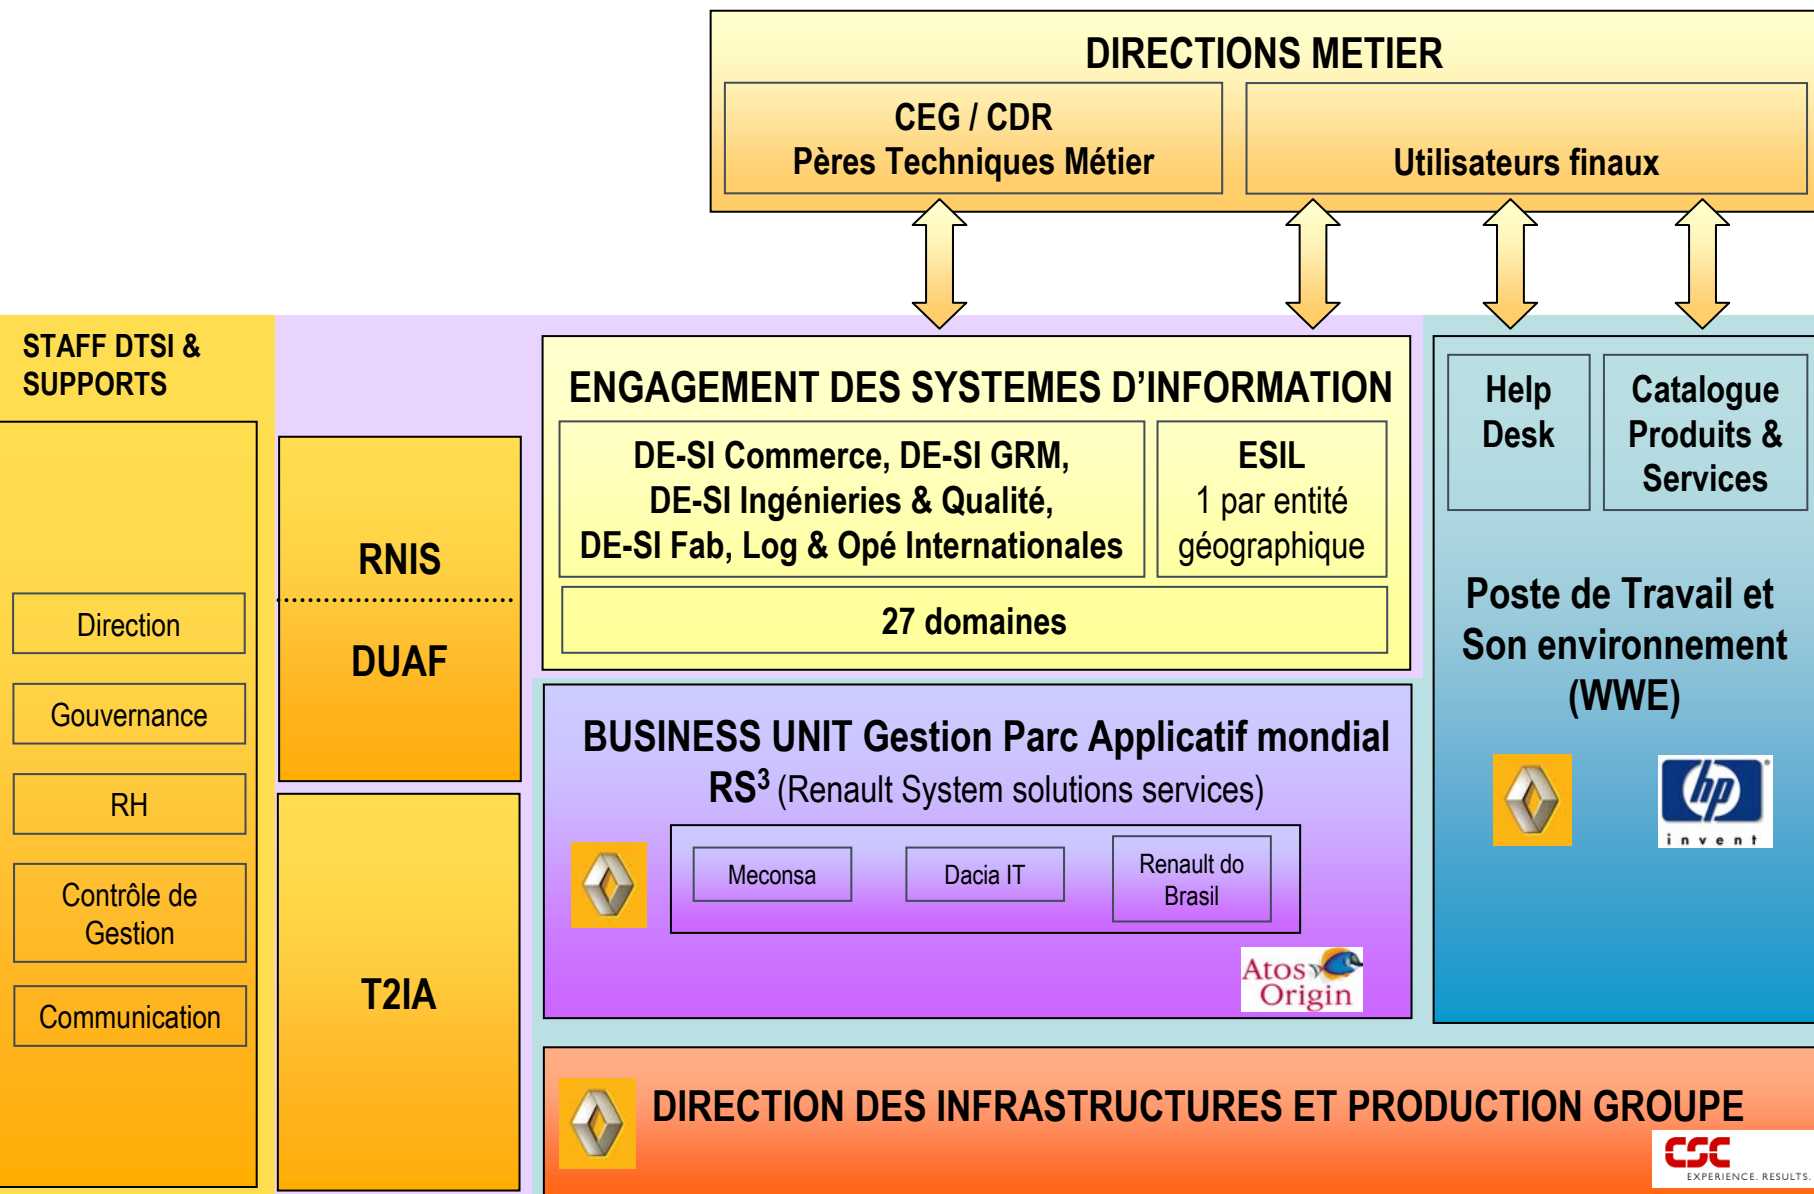 DIRECTIONS METIER
CEG / CDR
Pères Techniques Métier
Utilisateurs finaux
STAFF DTSI &
SUPPORTS
Direction
Gouvernance
RH
Contrôle de
Gestion
Communication
RNIS
DUAF
T2IA
ENGAGEMENT DES SYSTEMES D’INFORMATION
DE-SI Commerce, DE-SI GRM,
DE-SI Ingénieries & Qualité,
DE-SI Fab, Log & Opé Internationales
ESIL
1 par entité
géographique
27 domaines
BUSINESS UNIT Gestion Parc Applicatif mondial
RS³ (Renault System solutions services)
Meconsa
Dacia IT
Renault do
Brasil
Atos
Origin
Help
Desk
Catalogue
Produits &
Services
Poste de Travail et
Son environnement
(WWE)
hp
invent
DIRECTION DES INFRASTRUCTURES ET PRODUCTION GROUPE
CSC
EXPERIENCE. RESULTS.